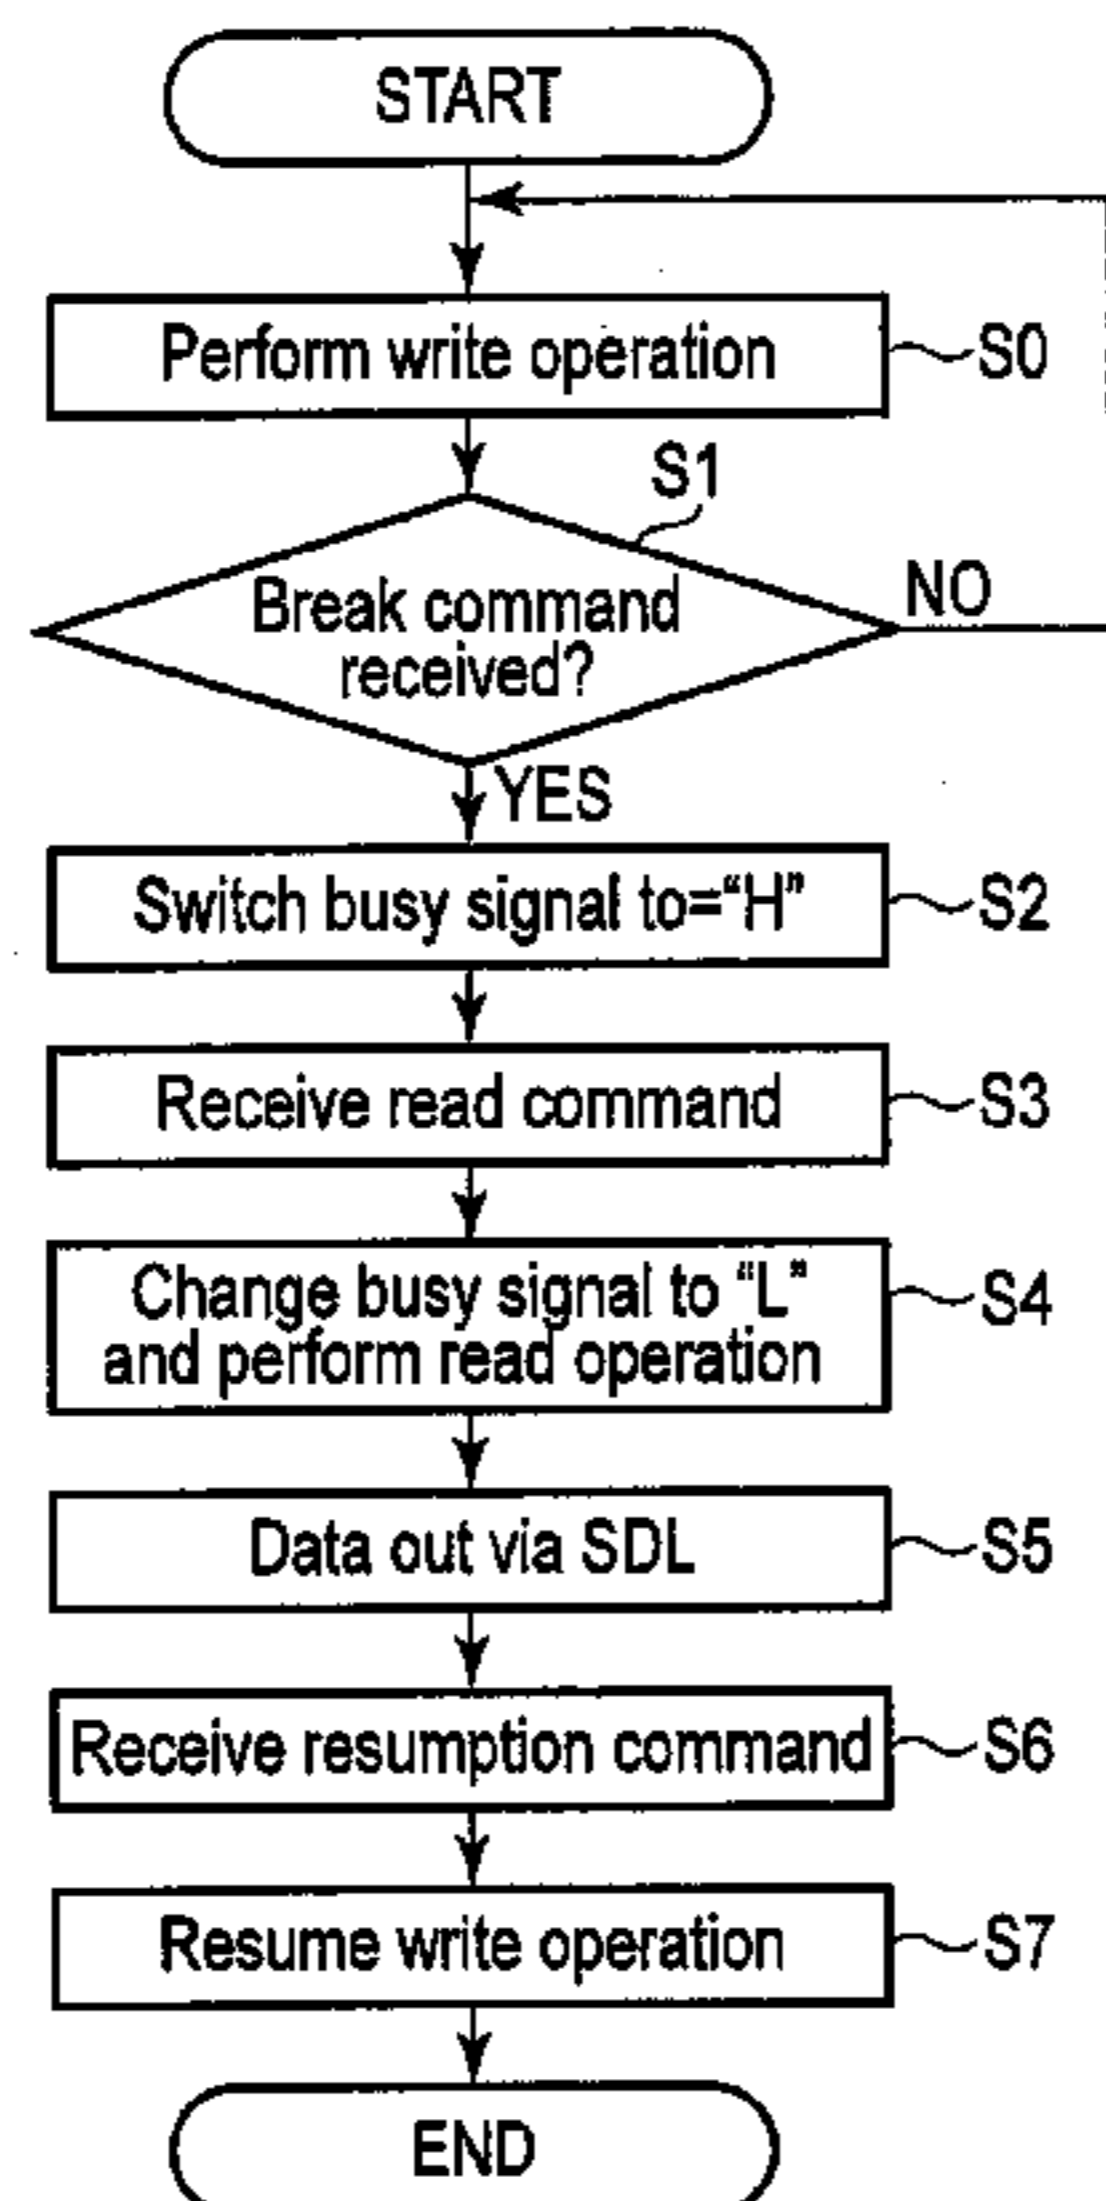 START
Perform write operation
S0
S1
Break command
received?
NO
YES
Switch busy signal to=“H”
S2
Receive read command
S3
Change busy signal to “L”
and perform read operation
S4
Data out via SDL
S5
Receive resumption command
S6
Resume write operation
S7
END